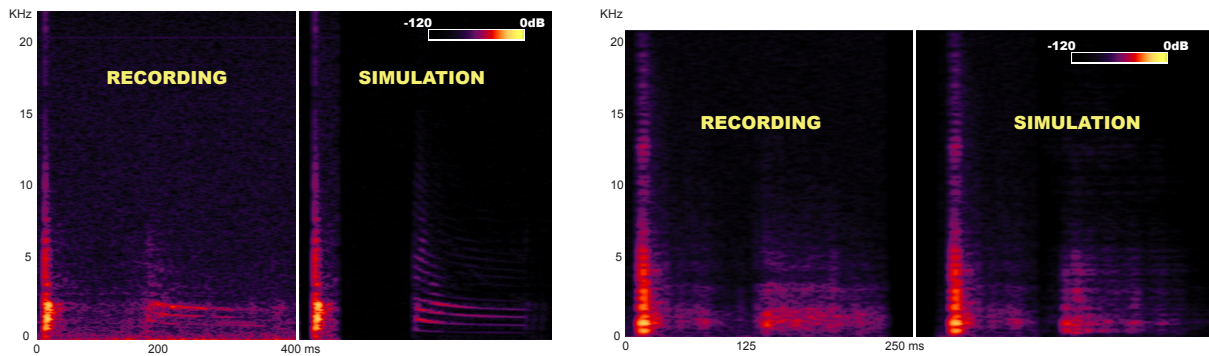 KHz
20
15
10
5
0
0
200
400 ms
RECORDING
SIMULATION
-120
0dB
KHz
20
15
10
5
0
0
125
250 ms
RECORDING
SIMULATION
-120
0dB